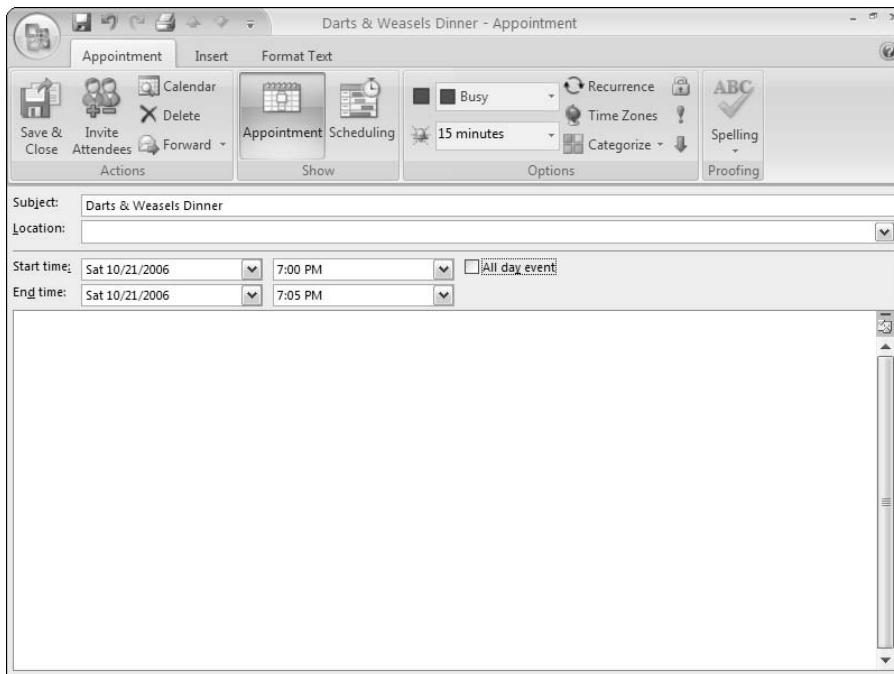 Darts & Weasels Dinner - Appointment
Appointment Insert Format Text
Save & Close
Invite Attendees
Calendar
Delete
Forward
Actions
Appointment
Scheduling
Show
Busy
15 minutes
Recurrence
Time Zones
Categorize
Options
ABC
Spelling
Proofing
Subject: Darts & Weasels Dinner
Location:
Start time: Sat 10/21/2006 7:00 PM All day event
End time: Sat 10/21/2006 7:05 PM